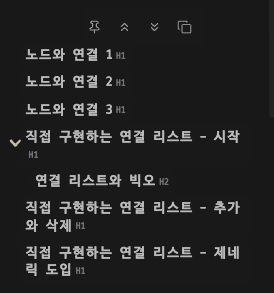 노드와 연결 1 H1
노드와 연결 2 H1
노드와 연결 3 H1
직접 구현하는 연결 리스트 - 시작
H1
연결 리스트와 빅오 H2
직접 구현하는 연결 리스트 - 추가
와 삭제 H1
직접 구현하는 연결 리스트 - 제네
릭 도입 H1